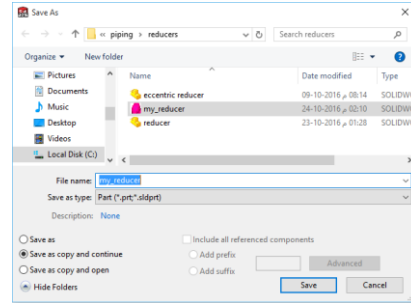 Save As
« piping › reducers
Search reducers
Organize
New folder
Pictures
Documents
Music
Desktop
Videos
Local Disk (C:)
Name
Date modified
Type
eccentric reducer
09-10-2016 م 08:14
SOLIDW
my_reducer
24-10-2016 م 02:10
SOLIDW
reducer
23-10-2016 م 01:28
SOLIDW
File name: my_reducer
Save as type: Part (*.prt;*.sldprt)
Description: None
Save as
Save as copy and continue
Save as copy and open
Include all referenced components
Add prefix
Add suffix
Advanced
Hide Folders
Save
Cancel